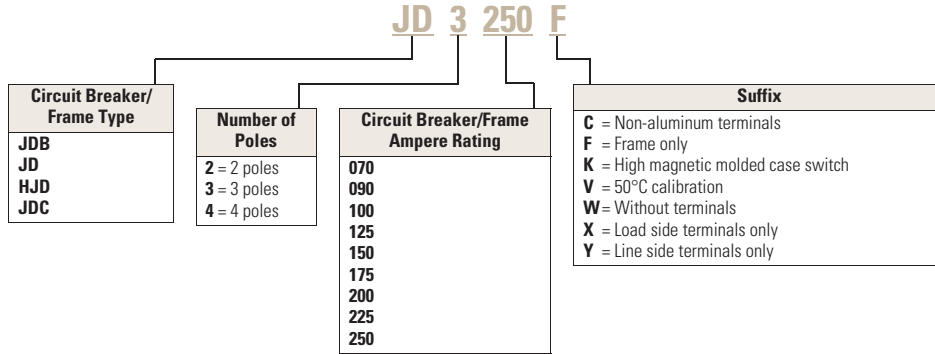 JD 3 250 F
Circuit Breaker/
Frame Type
JDB
JD
HJD
JDC
Number of
Poles
2 = 2 poles
3 = 3 poles
4 = 4 poles
Circuit Breaker/Frame
Ampere Rating
070
090
100
125
150
175
200
225
250
Suffix
C = Non-aluminum terminals
F = Frame only
K = High magnetic molded case switch
V = 50°C calibration
W= Without terminals
X = Load side terminals only
Y = Line side terminals only